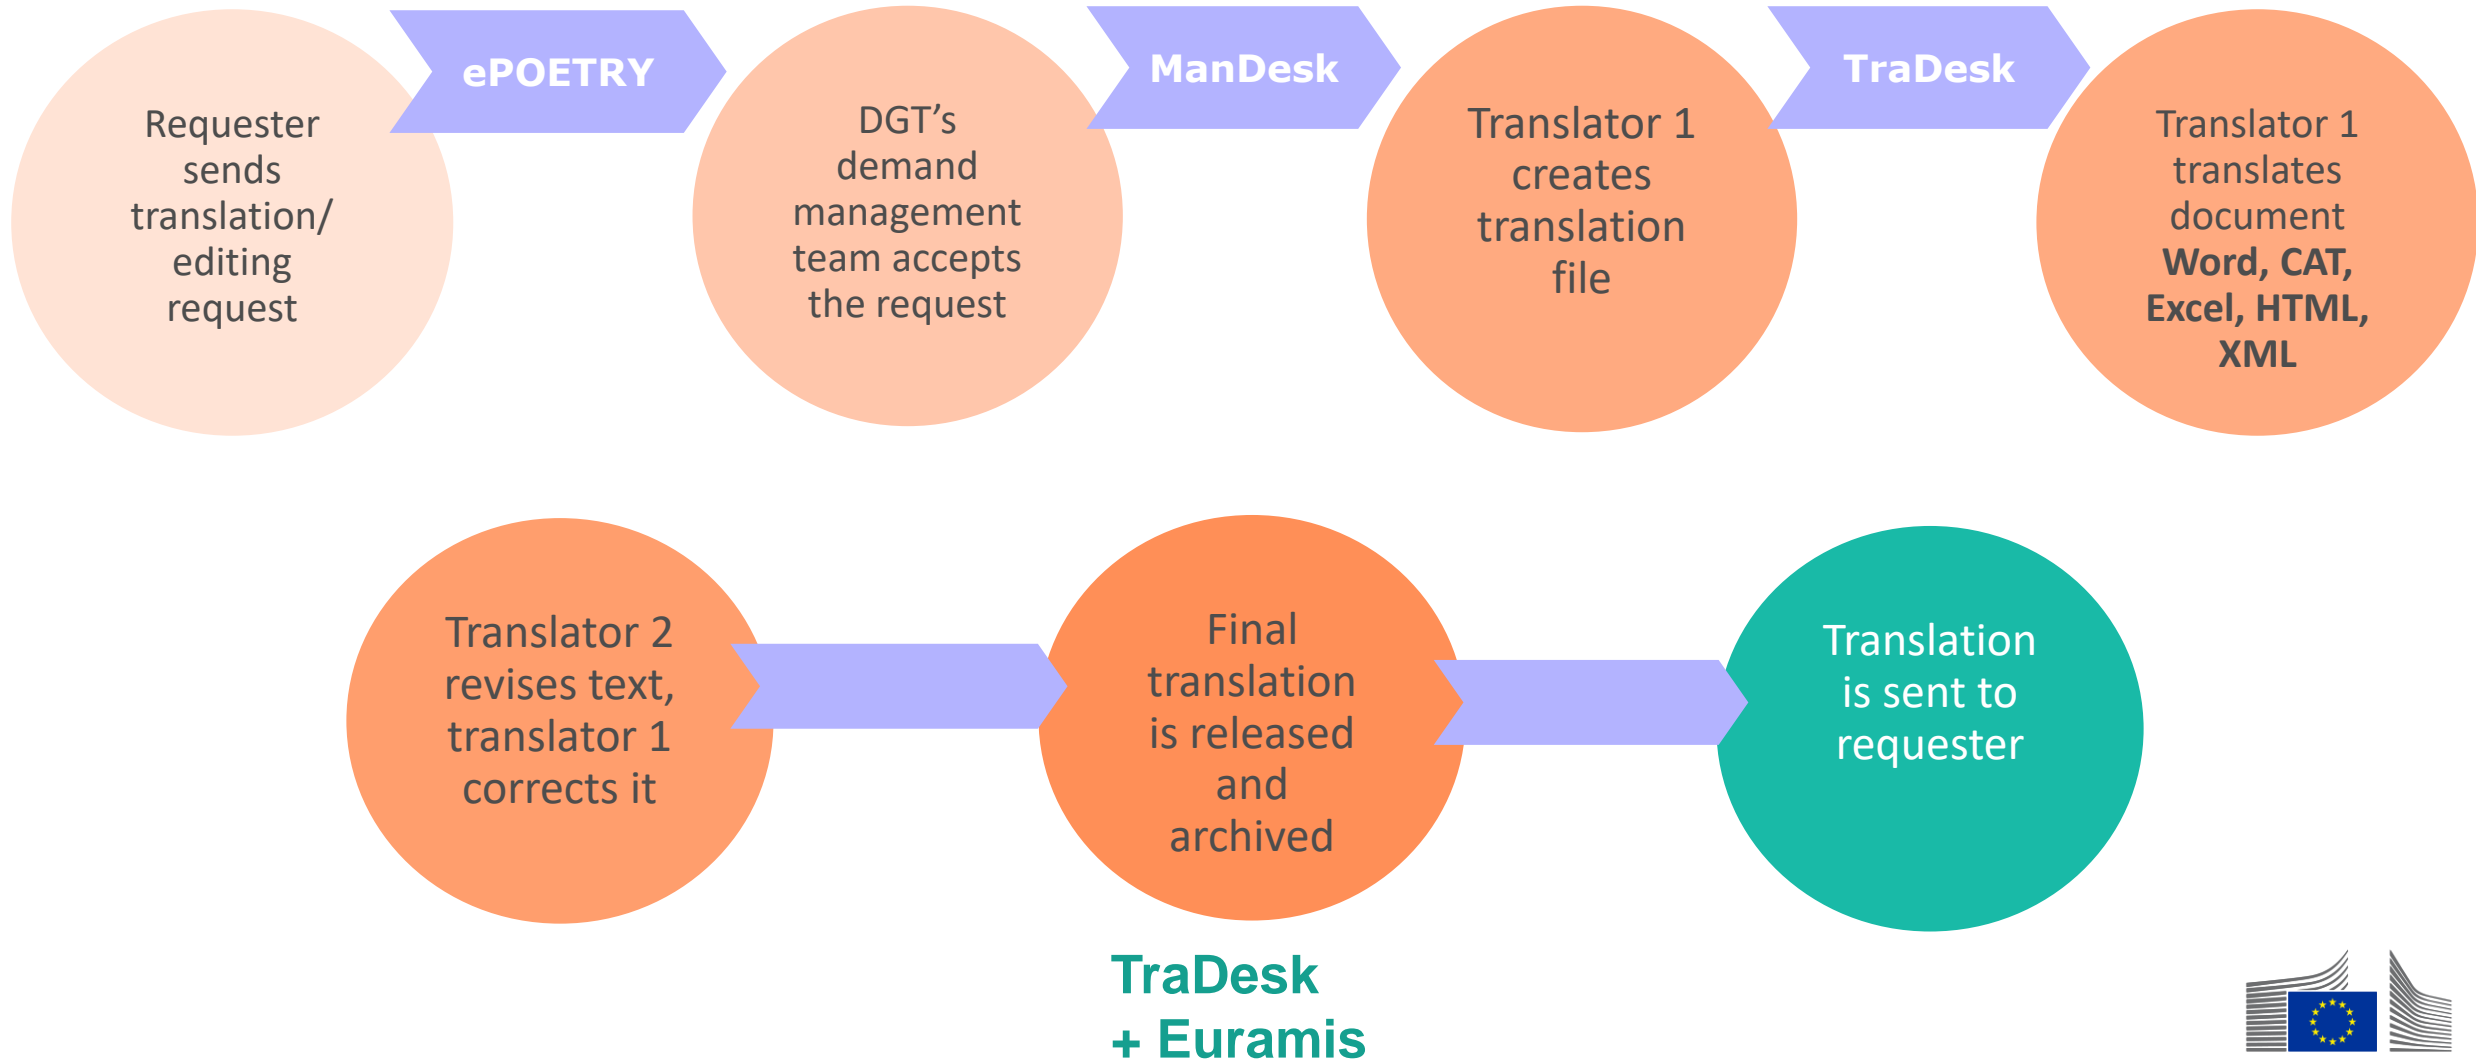 Requester
sends
translation/
editing
request
ePOETRY
DGT’s
demand
management
team accepts
the request
ManDesk
Translator 1
creates
translation
file
TraDesk
Translator 1
translates
document
Word, CAT,
Excel, HTML,
XML
Translator 2
revises text,
translator 1
corrects it
Final
translation
is released
and
archived
Translation
is sent to
requester
TraDesk
+ Euramis